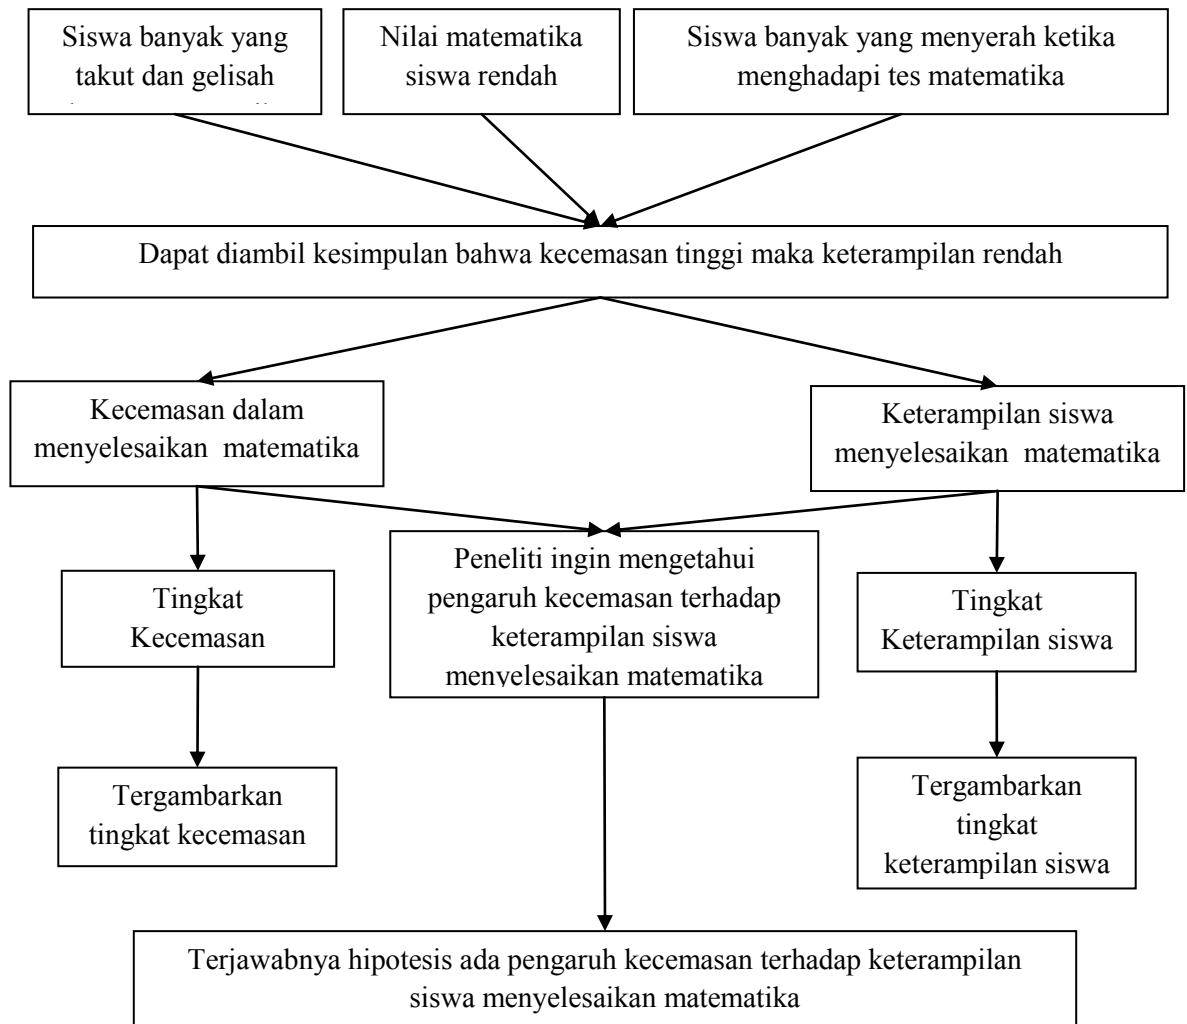 Siswa banyak yang
takut dan gelisah
Nilai matematika
siswa rendah
Siswa banyak yang menyerah ketika
menghadapi tes matematika
Dapat diambil kesimpulan bahwa kecemasan tinggi maka keterampilan rendah
Kecemasan dalam
menyelesaikan  matematika
Keterampilan siswa
menyelesaikan  matematika
Peneliti ingin mengetahui
pengaruh kecemasan terhadap
keterampilan siswa
menyelesaikan matematika
Tingkat
Kecemasan
Tingkat
Keterampilan siswa
Tergambarkan
tingkat kecemasan
Tergambarkan
tingkat
keterampilan siswa
Terjawabnya hipotesis ada pengaruh kecemasan terhadap keterampilan
siswa menyelesaikan matematika